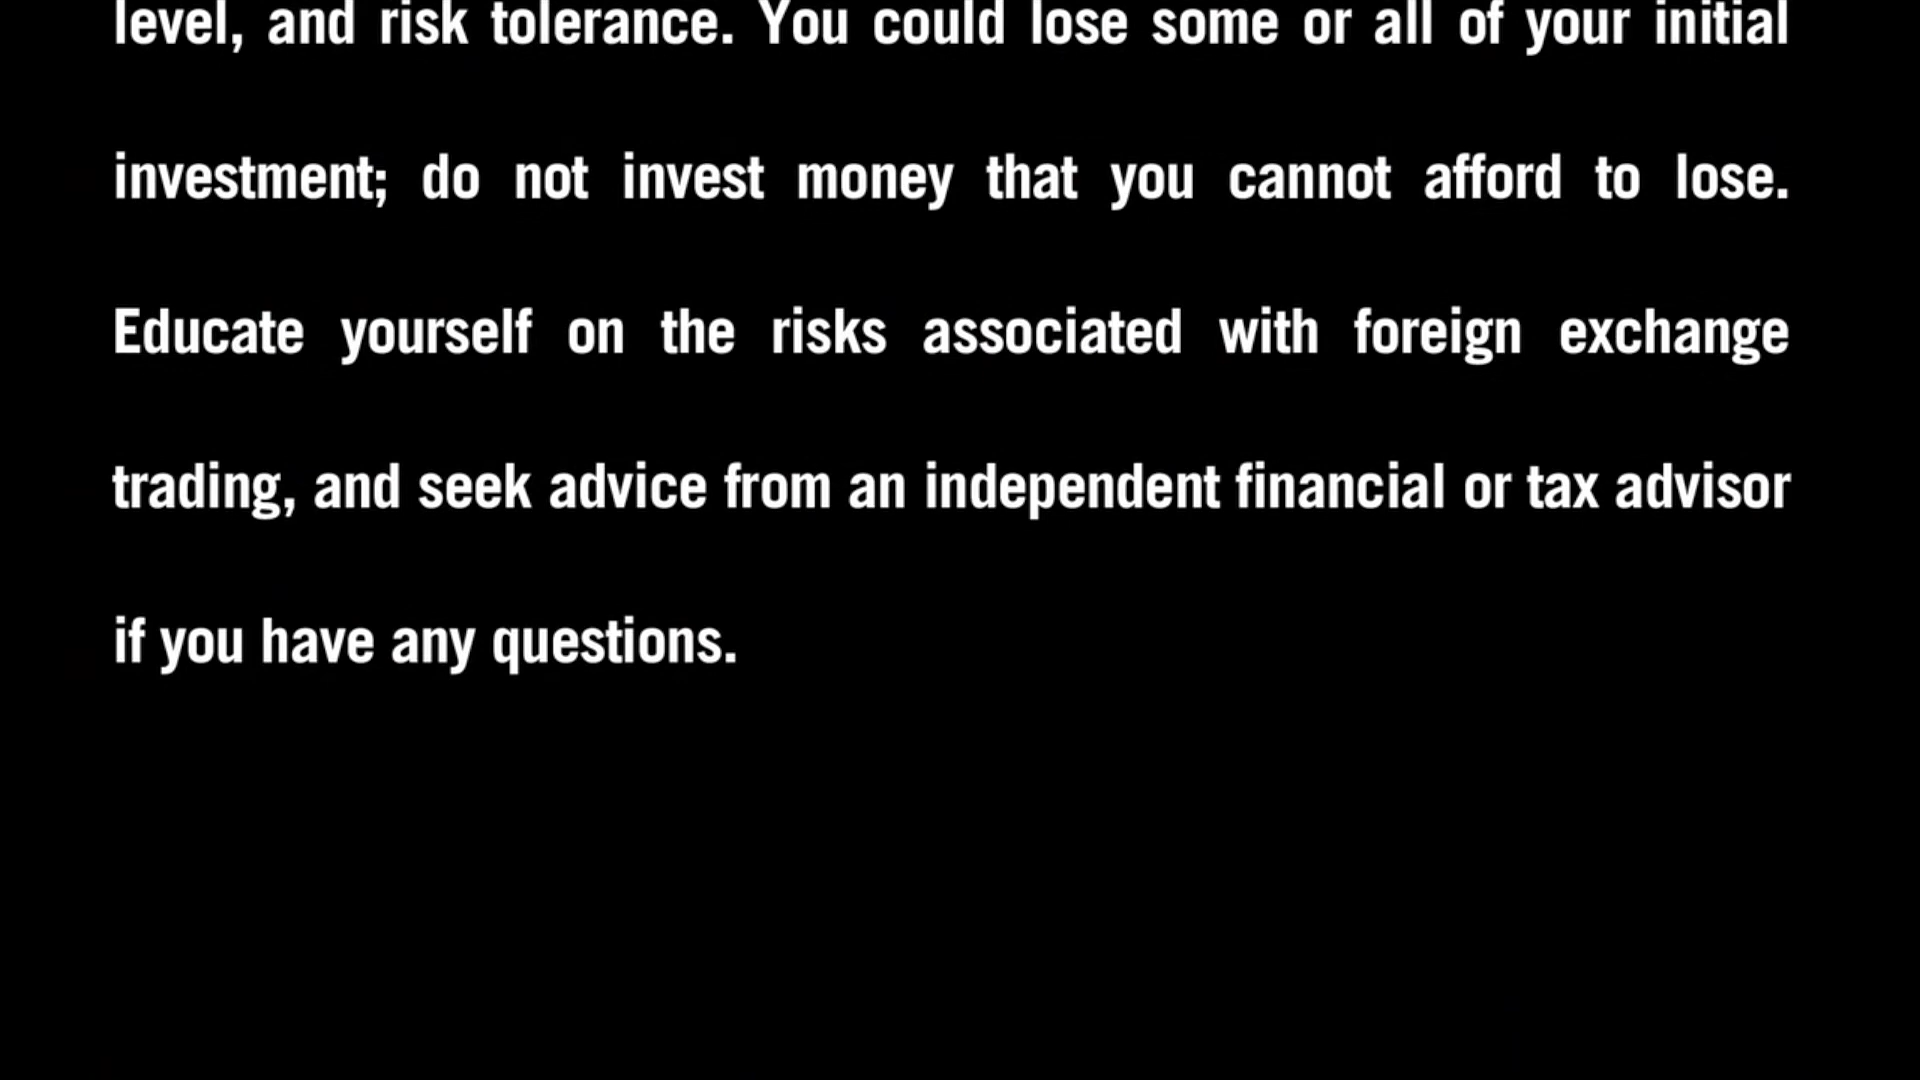 level, and risk tolerance. You could lose some or all of your initial
investment; do not invest money that you cannot afford to lose.
Educate yourself on the risks associated with foreign exchange
trading, and seek advice from an independent financial or tax advisor
if you have any questions.